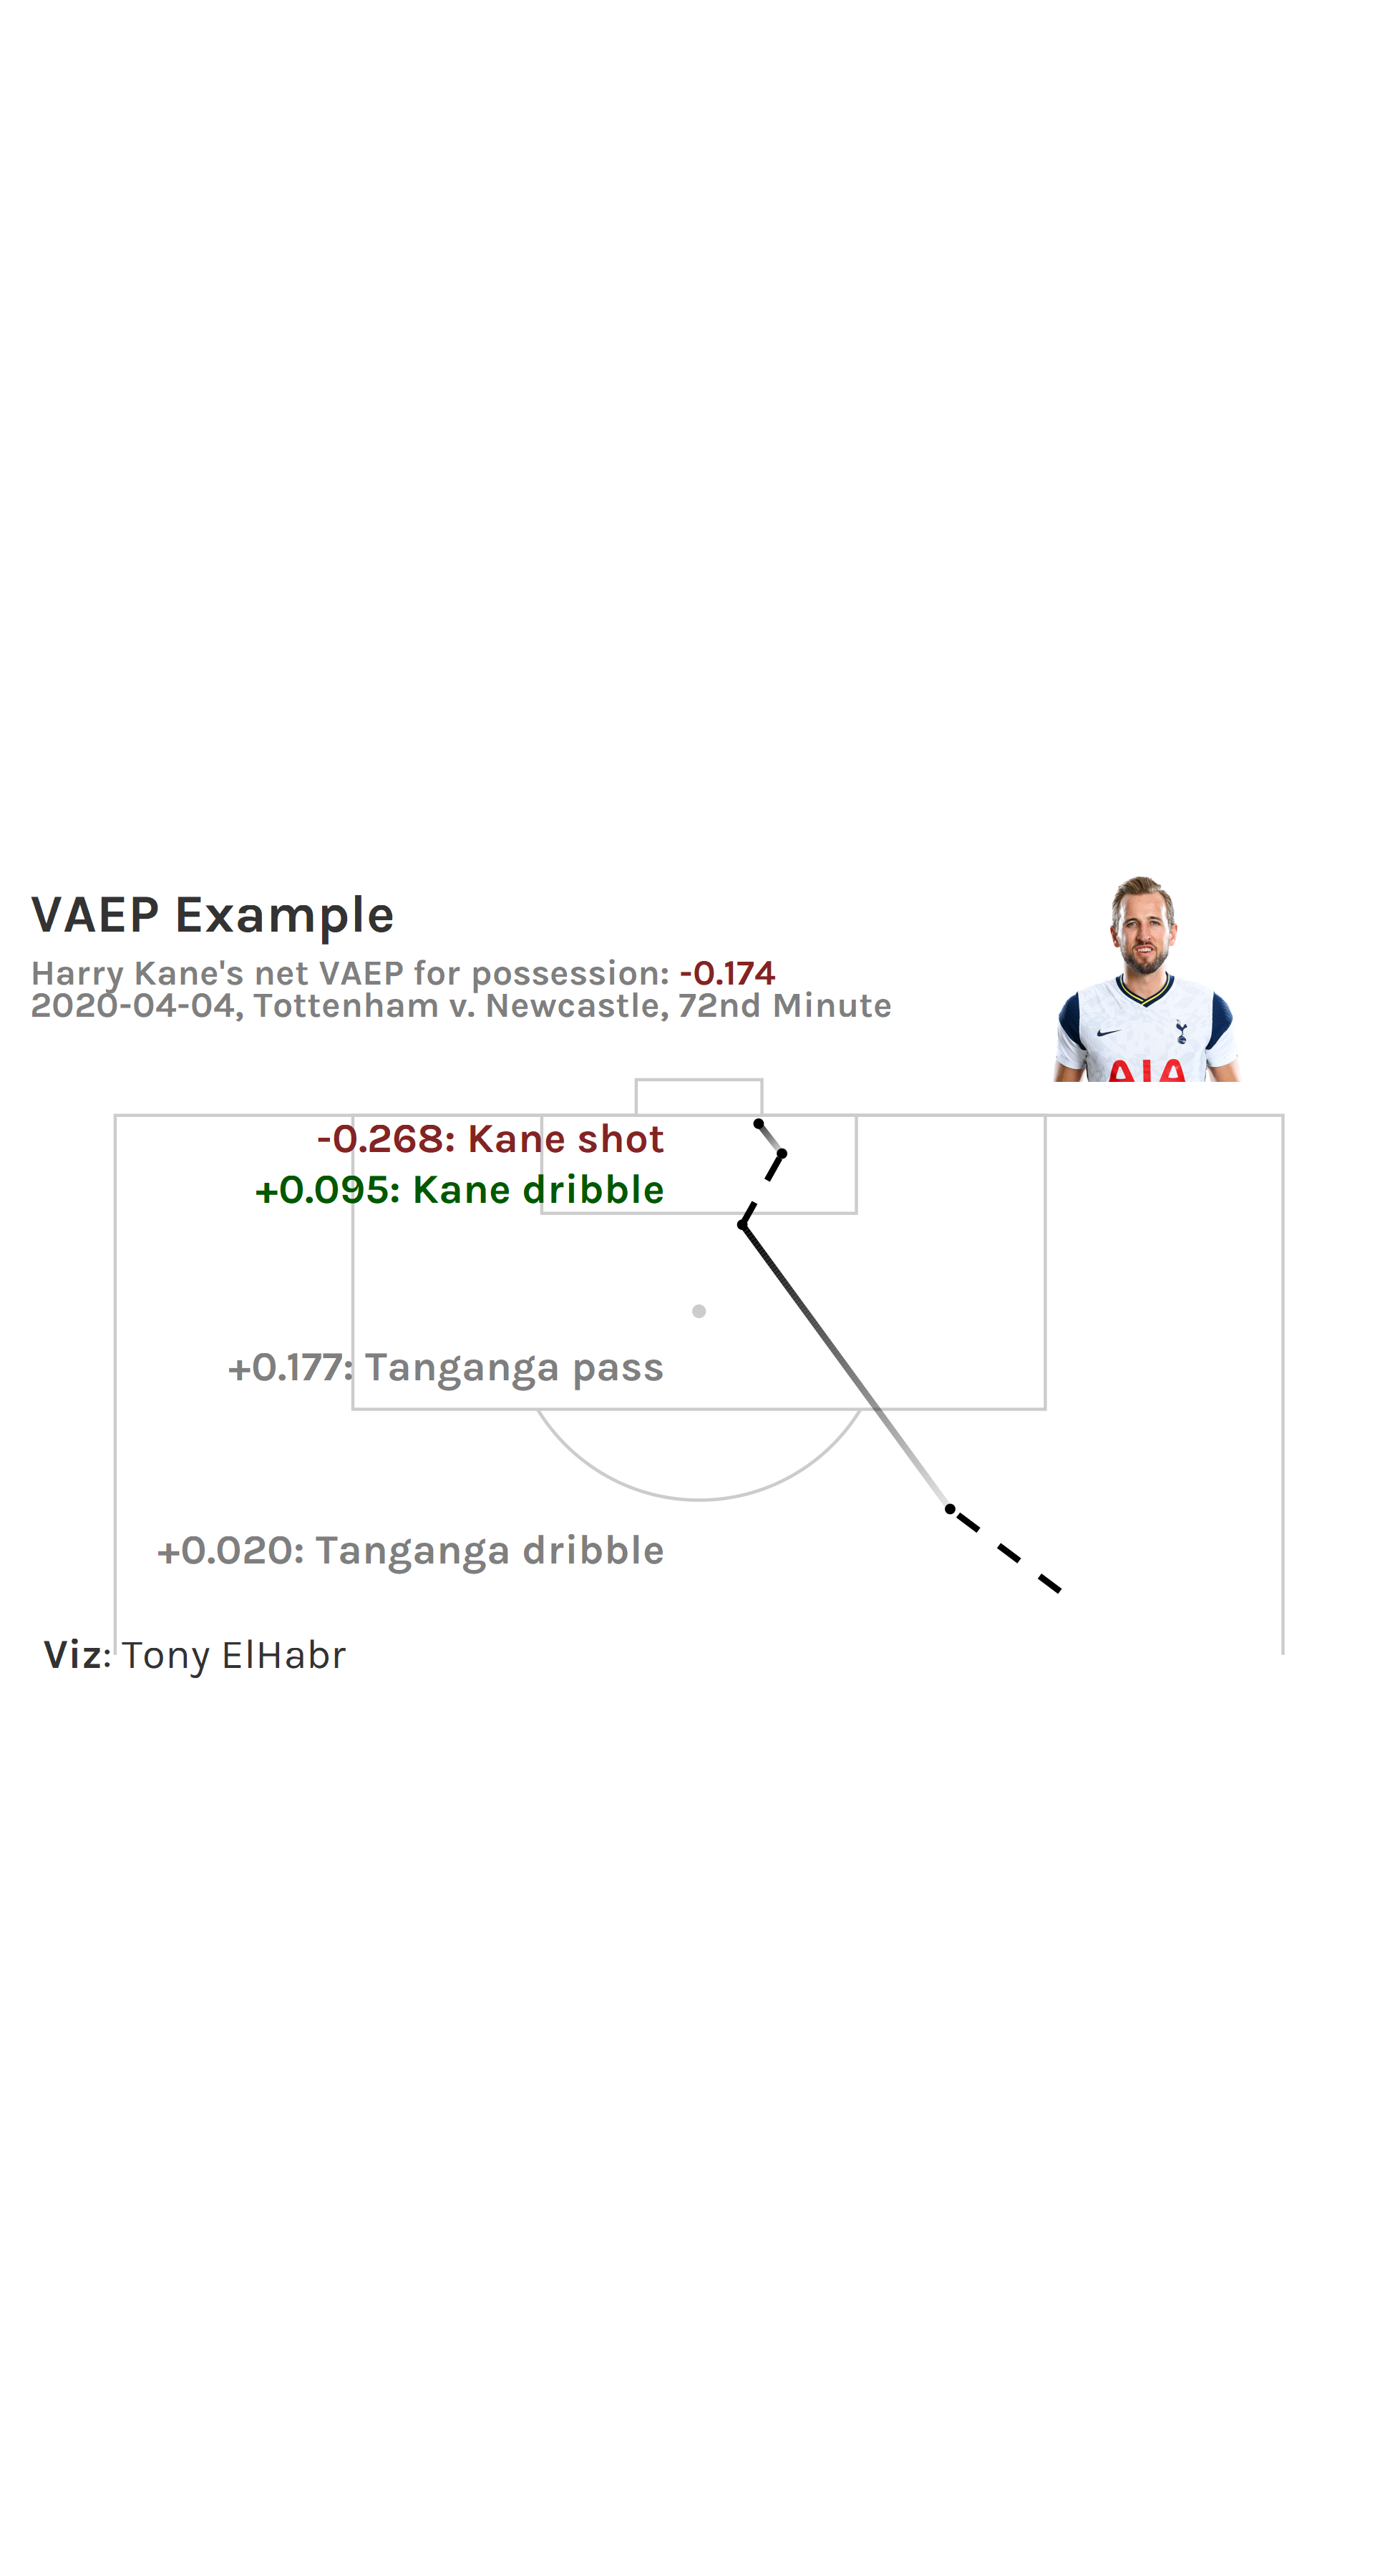 VAEP Example
Harry Kane's net VAEP for possession: -0.174
2020-04-04, Tottenham v. Newcastle, 72nd Minute
AIA
-0.268: Kane shot
+0.095: Kane dribble
+0.177: Tanganga pass
+0.020: Tanganga dribble
Viz: Tony ElHabr